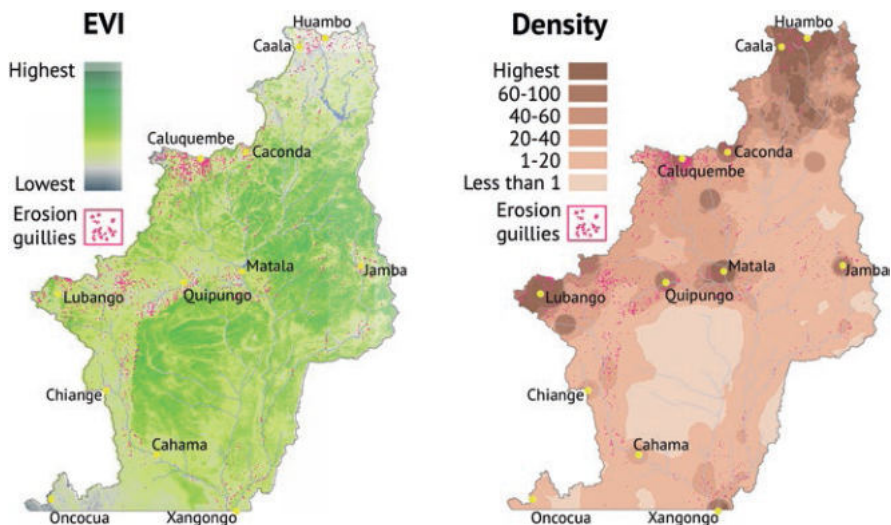 EVI
Highest
Lowest
Erosion
guillies
Huambo
Caala
Caluquembe
Caconda
Matala
Jamba
Lubango
Quipungo
Chiange
Cahama
Oncocua
Xangongo
Density
Highest
60-100
40-60
20-40
1-20
Less than 1
Erosion
guillies
Huambo
Caala
Caconda
Caluquembe
Matala
Jamba
Lubango
Quipungo
Chiange
Cahama
Oncocua
Xangongo